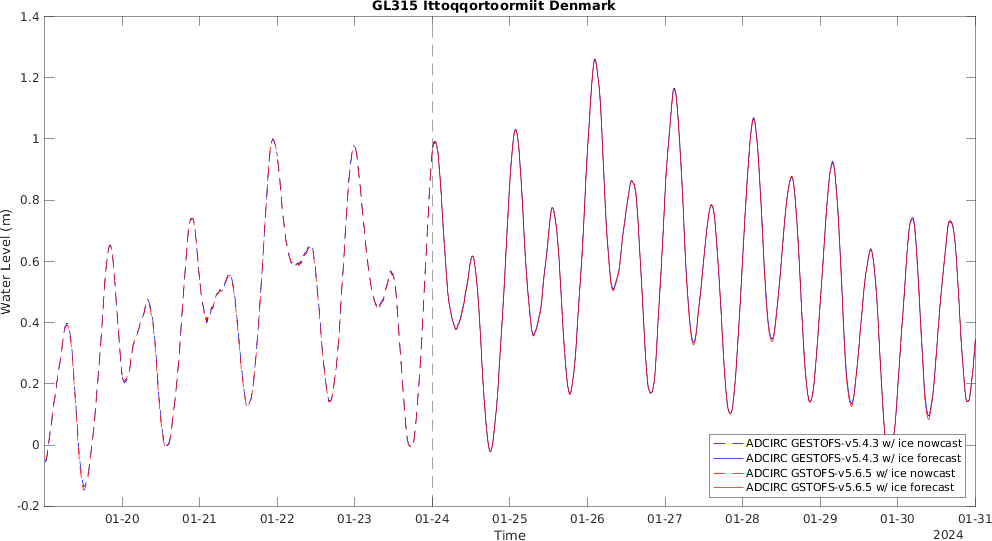 GL315 Ittoqqortoormiit Denmark
1.4
1.2
1
0.8
0.6
0.4
0.2
0
-0.2
Water Level (m)
ADCIRC GESTOFS-v5.4.3 w/ ice nowcast
ADCIRC GESTOFS-v5.4.3 w/ ice forecast
ADCIRC GSTOFS-v5.6.5 w/ ice nowcast
ADCIRC GSTOFS-v5.6.5 w/ ice forecast
01-20 01-21 01-22 01-23 01-24 01-25 01-26 01-27 01-28 01-29 01-30 01-31
Time
2024